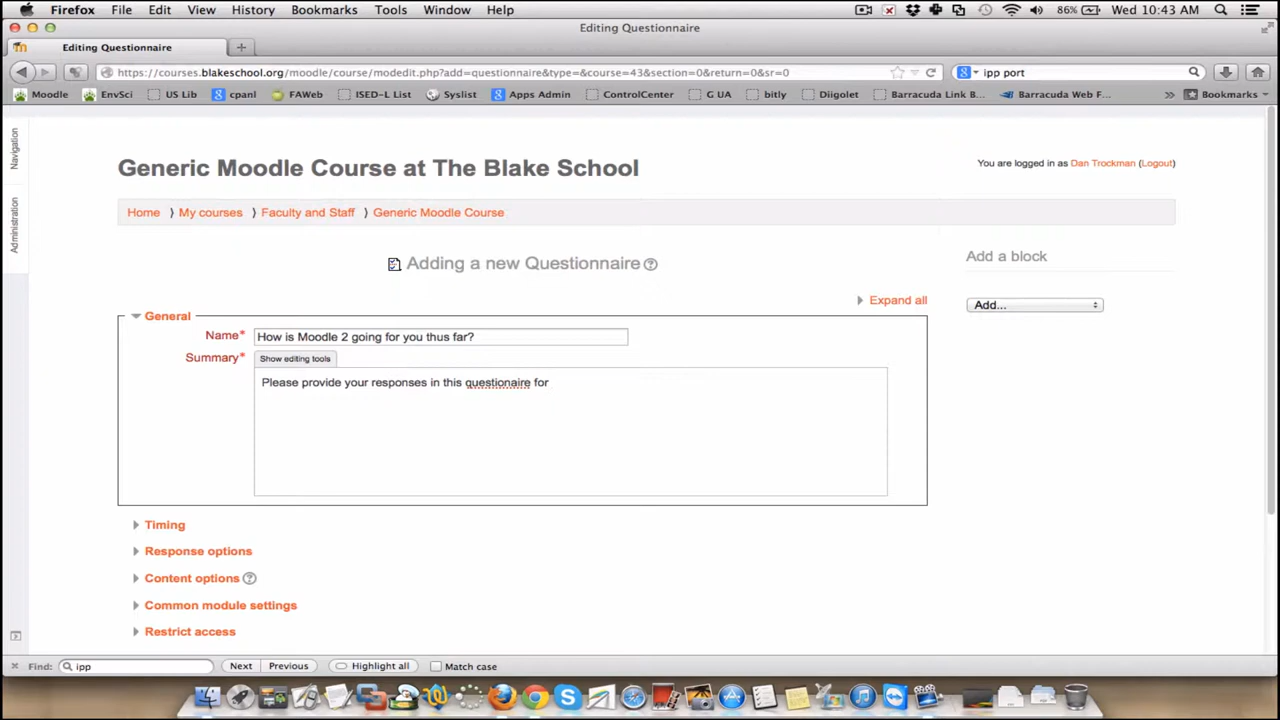 Firefox File Edit View History Bookmarks Tools Window Help 86% Wed 10:43 AM
Editing Questionnaire
Editing Questionnaire
https://courses.blakeschool.org/moodle/course/modedit.php?add=questionnaire&type=&course=43&section=0&return=0&sr=0 ipp port
Moodle EnvSci US Lib cpanl FAWeb ISED-L List Syslist Apps Admin ControlCenter G UA bitly Diigolet Barracuda Link B... Barracuda Web F... » Bookmarks
Navigation
Administration
Generic Moodle Course at The Blake School
You are logged in as Dan Trockman (Logout)
Home My courses Faculty and Staff Generic Moodle Course
Adding a new Questionnaire
Add a block
Expand all
Add...
General
Name* How is Moodle 2 going for you thus far?
Summary* Show editing tools
Please provide your responses in this questionaire for
Timing
Response options
Content options
Common module settings
Restrict access
Find: ipp Next Previous Highlight all Match case